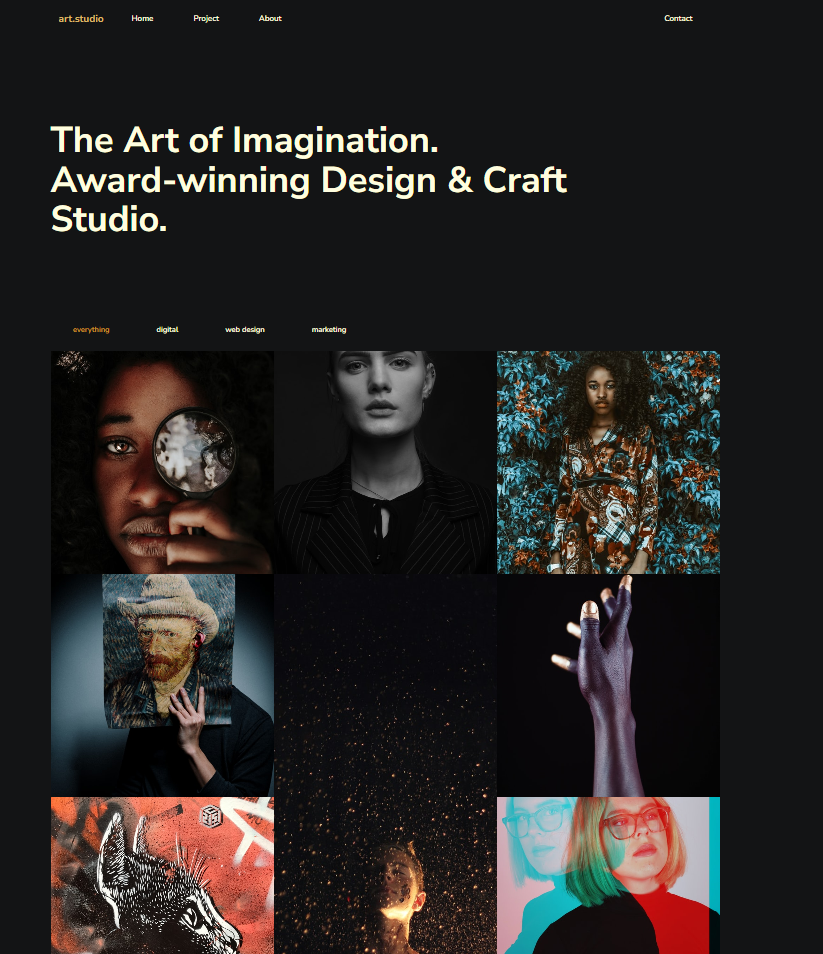 art.studio Home Project About Contact
The Art of Imagination.
Award-winning Design & Craft
Studio.
everything digital web design marketing